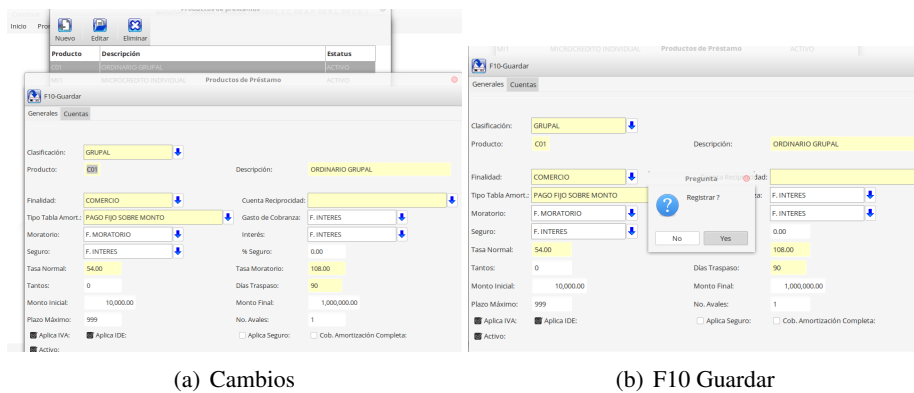 Productos de préstamos
Inicio
Nuevo Editar Eliminar
Producto Descripción Estatus
C01 ORDINARIO GRUPAL ACTIVO
MI1 MICROCREDITO INDIVIDUAL Productos de Préstamo ACTIVO
F10-Guardar
Generales Cuentas
Clasificación: GRUPAL
Producto: C01 Descripción: ORDINARIO GRUPAL
Finalidad: COMERCIO Cuenta Reciprocidad:
Tipo Tabla Amort.: PAGO FIJO SOBRE MONTO Gasto de Cobranza: F. INTERES
Moratorio: F. MORATORIO Interés: F. INTERES
Seguro: F. INTERES % Seguro: 0.00
Tasa Normal: 54.00 Tasa Moratorio: 108.00
Tantos: 0 Días Traspaso: 90
Monto Inicial: 10,000.00 Monto Final: 1,000,000.00
Plazo Máximo: 999 No. Avales: 1
Aplica IVA: Aplica IDE: Aplica Seguro: Cob. Amortización Completa:
Activo:
(a) Cambios
MI1 MICROCREDITO INDIVIDUAL Productos de Préstamo ACTIVO
F10-Guardar
Generales Cuentas
Clasificación: GRUPAL
Producto: C01 Descripción: ORDINARIO GRUPAL
Finalidad: COMERCIO
Tipo Tabla Amort.: PAGO FIJO SOBRE MONTO F. INTERES
Moratorio: F. MORATORIO F. INTERES
Seguro: F. INTERES 0.00
Pregunta
Registrar ?
No Yes
Tasa Normal: 54.00 108.00
Tantos: 0 Días Traspaso: 90
Monto Inicial: 10,000.00 Monto Final: 1,000,000.00
Plazo Máximo: 999 No. Avales: 1
Aplica IVA: Aplica IDE: Aplica Seguro: Cob. Amortización Completa:
Activo:
(b) F10 Guardar